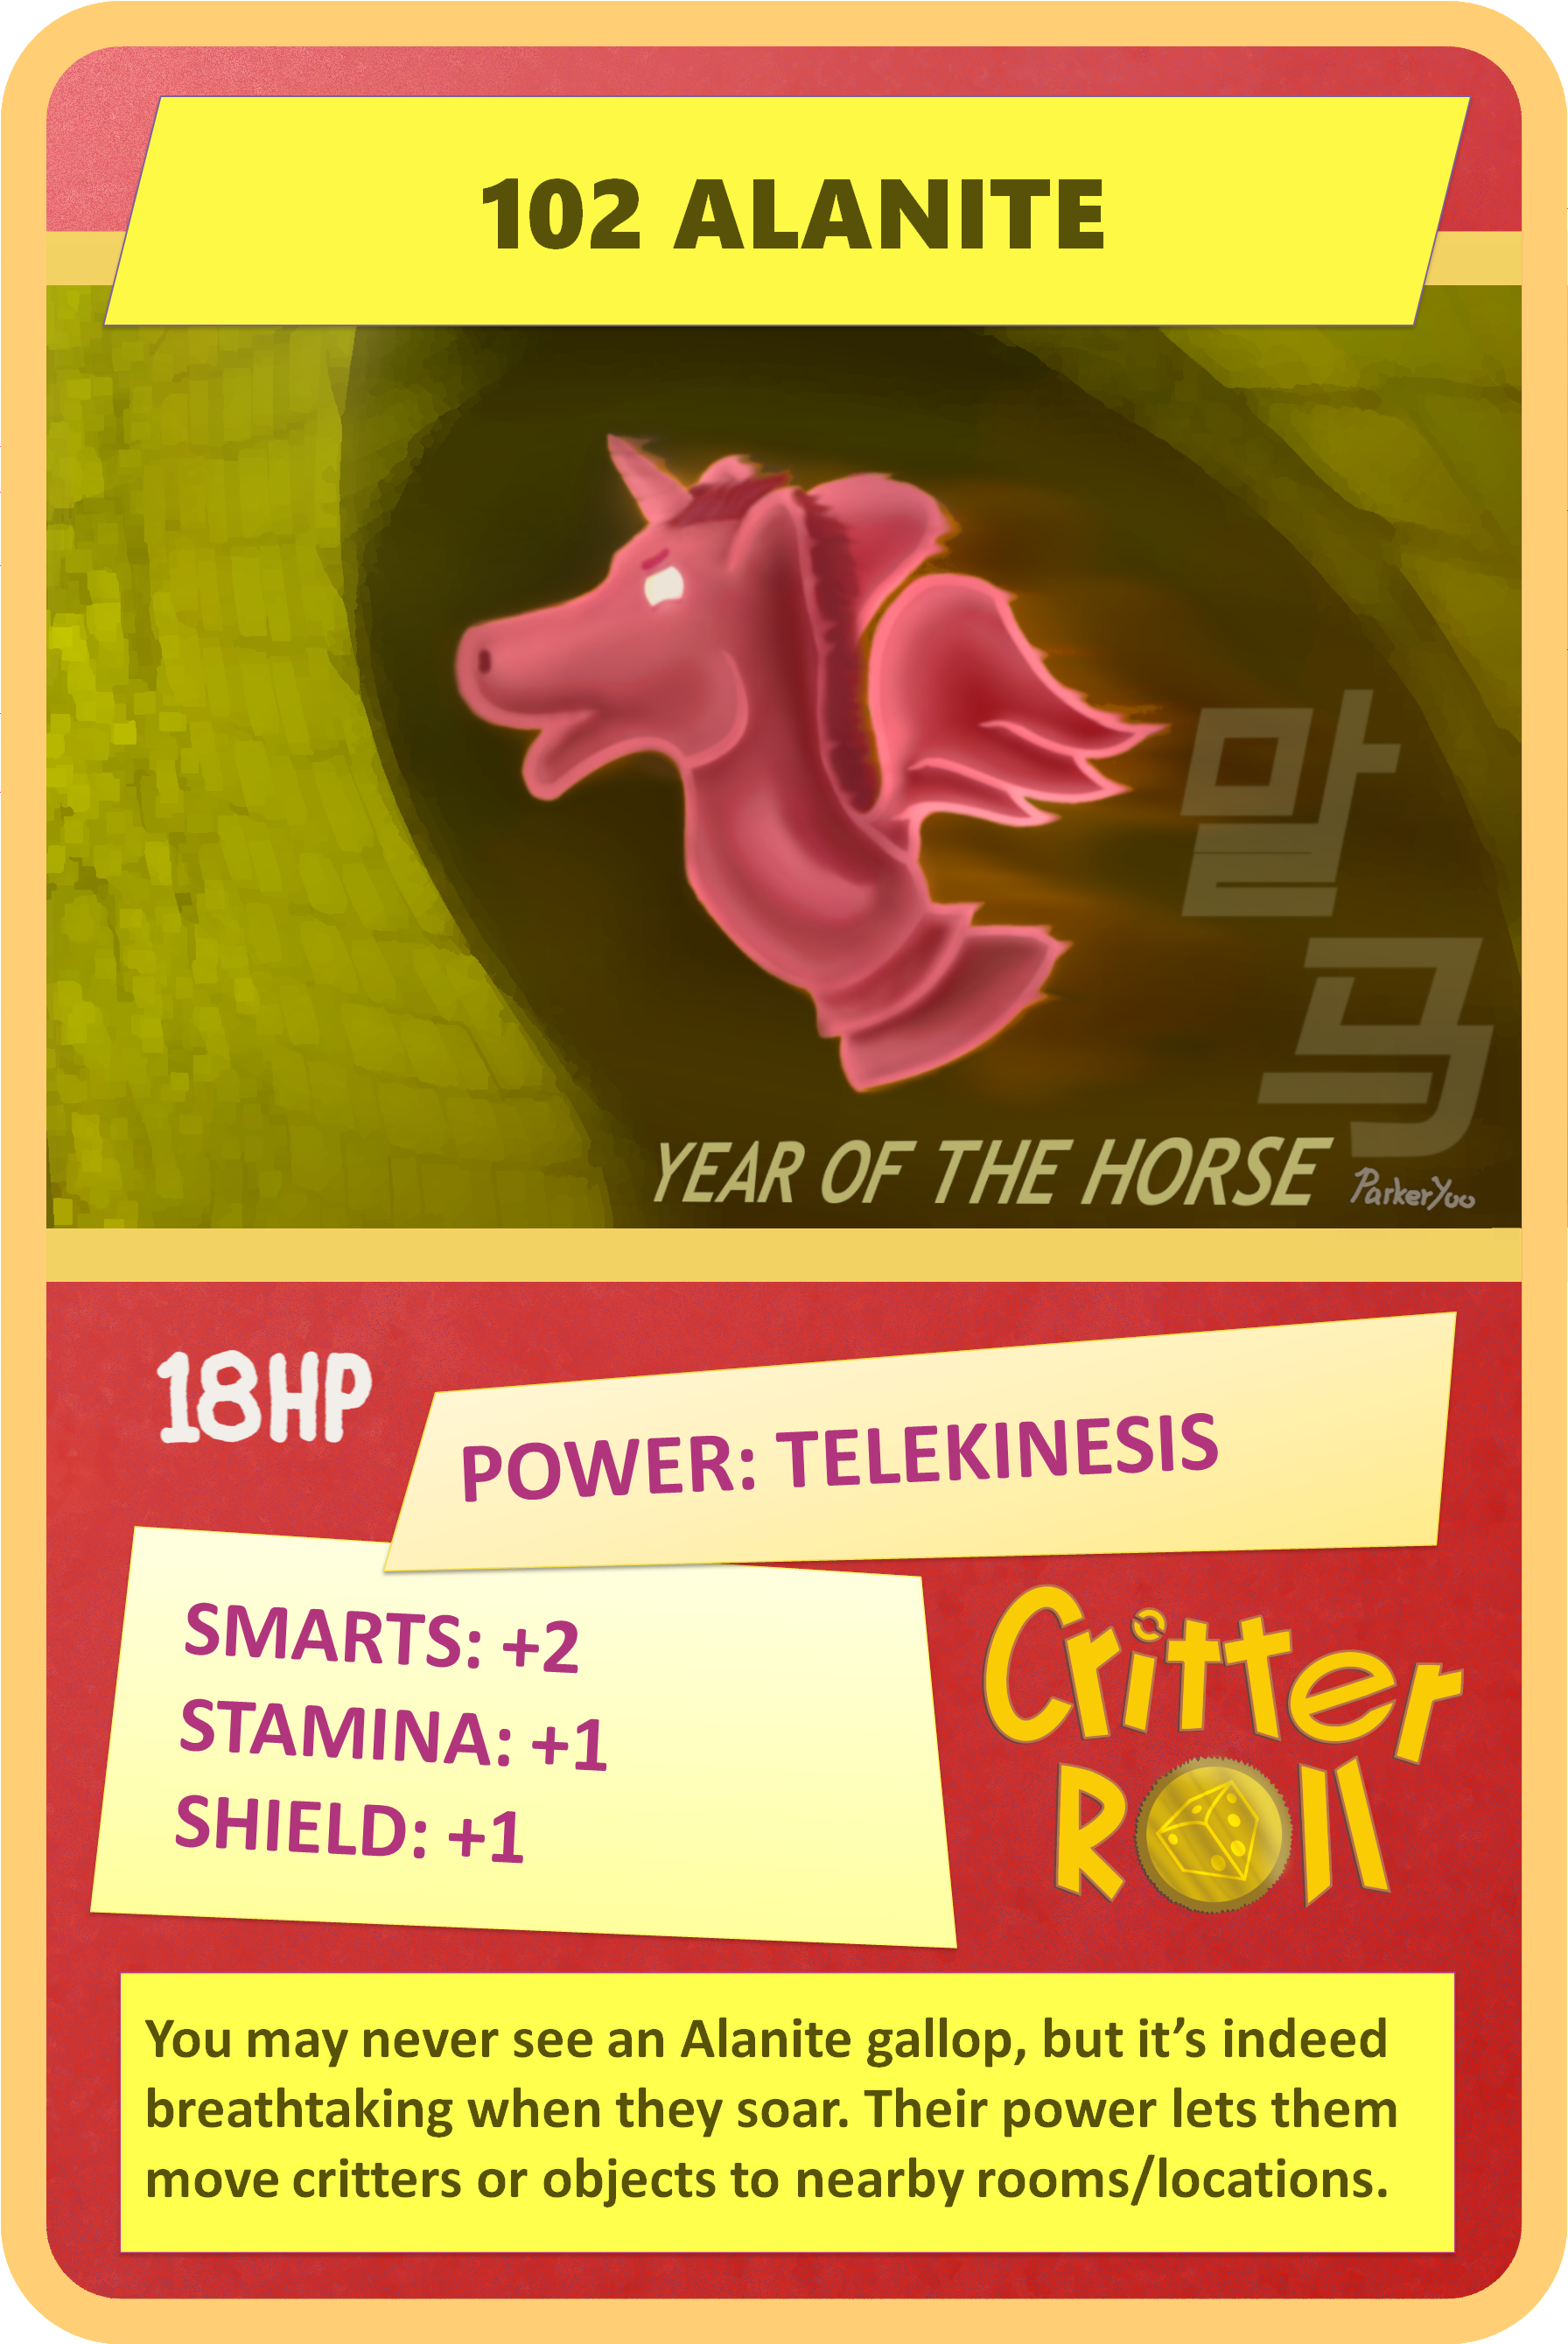 102 ALANITE
말
马
YEAR OF THE HORSE
ParkerYoo
18HP
POWER: TELEKINESIS
SMARTS: +2
STAMINA: +1
SHIELD: +1
Critter
Roll
You may never see an Alanite gallop, but it’s indeed
breathtaking when they soar. Their power lets them
move critters or objects to nearby rooms/locations.